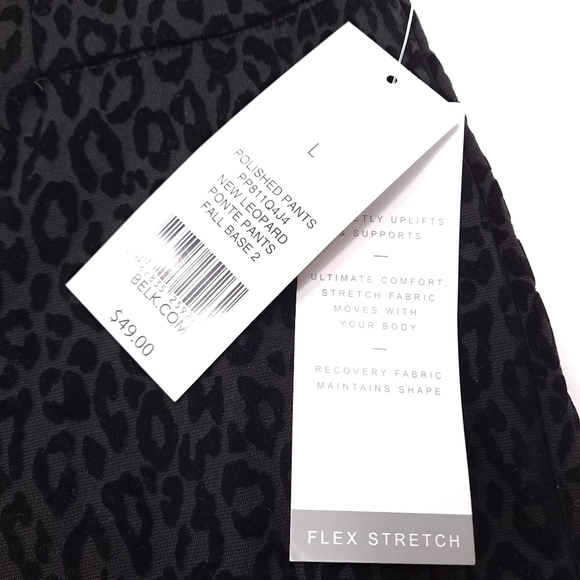 L
POLISHED PANTS
PP811Q4J4
NEW LEOPARD
PONTE PANTS
FALL BASE 2
BELK.COM
$49.00
UPLIFTS
& SUPPORTS
ULTIMATE COMFORT.
STRETCH FABRIC
MOVES WITH
YOUR BODY
RECOVERY FABRIC
MAINTAINS SHAPE
FLEX STRETCH